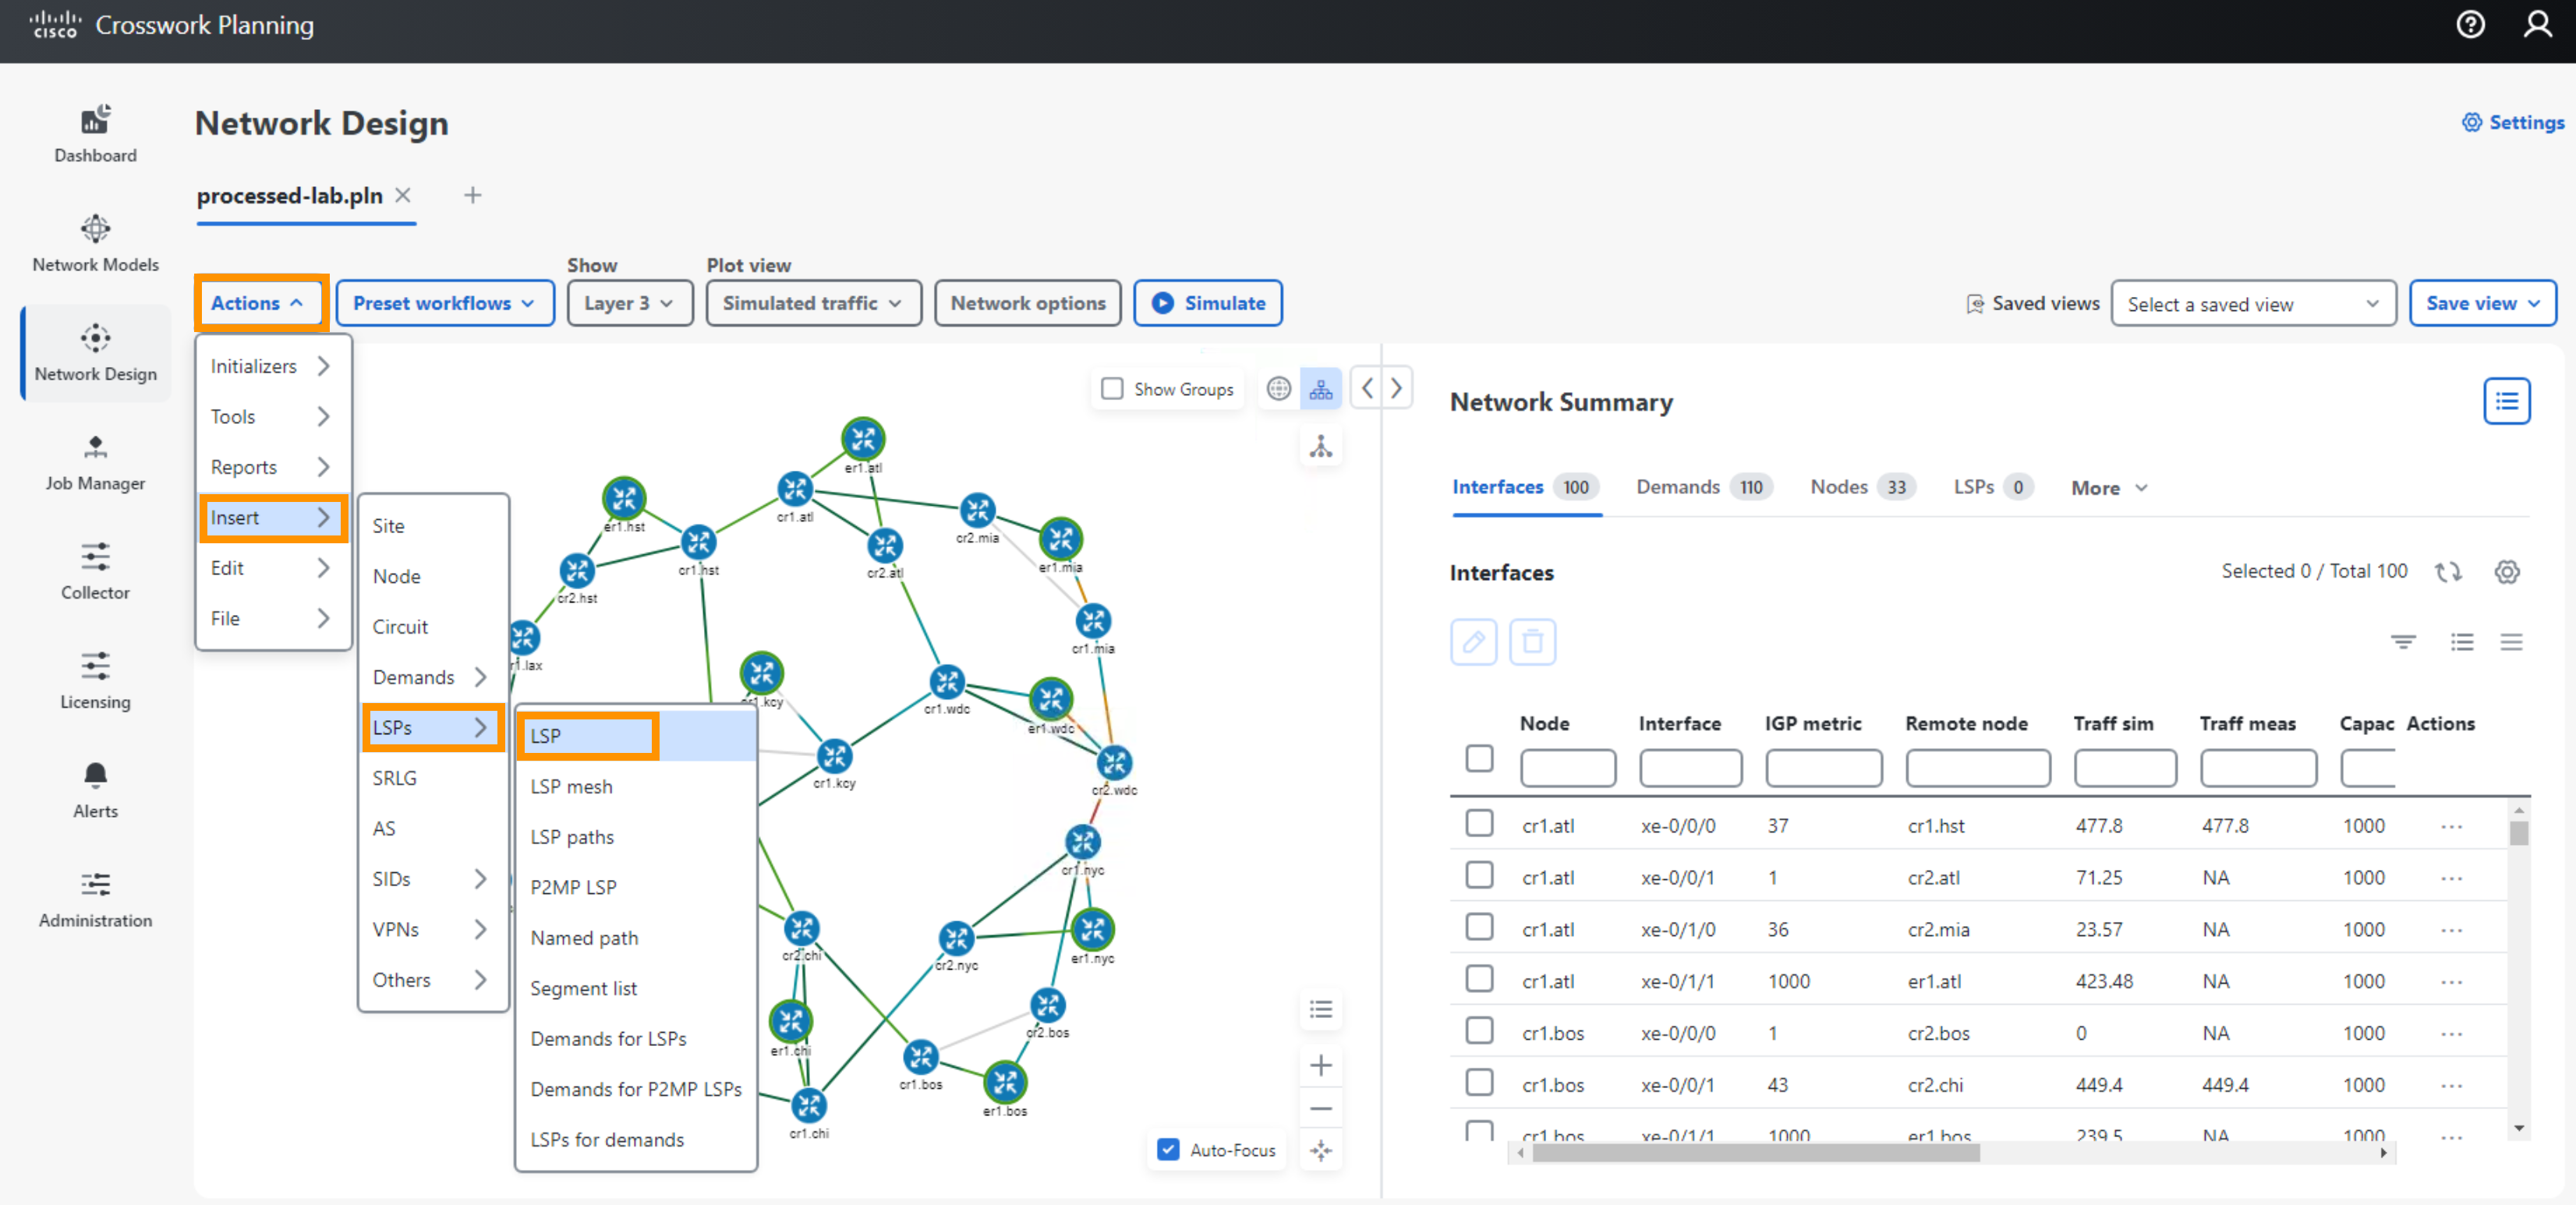 cisco Crosswork Planning
Dashboard
Network Models
Network Design
Job Manager
Collector
Licensing
Alerts
Administration
Network Design
Settings
processed-lab.pln
Show
Plot view
Actions
Preset workflows
Layer 3
Simulated traffic
Network options
Simulate
Saved views
Select a saved view
Save view
Initializers
Tools
Reports
Insert
Edit
File
Site
Node
Circuit
Demands
LSPs
SRLG
AS
SIDs
VPNs
Others
LSP
LSP mesh
LSP paths
P2MP LSP
Named path
Segment list
Demands for LSPs
Demands for P2MP LSPs
LSPs for demands
Show Groups
er1.atl
er1.hst
cr1.atl
cr2.mia
cr1.hst
cr2.atl
er1.mia
cr2.hst
cr1.mia
r1.lax
cr1.wdc
er1.wdc
cr1.kcy
cr2.wdc
cr1.nyc
cr2.chi
cr2.nyc
er1.nyc
cr2.bos
er1.chi
cr1.bos
er1.bos
cr1.chi
Auto-Focus
Network Summary
Interfaces 100 Demands 110 Nodes 33 LSPs 0 More
Interfaces
Selected 0 / Total 100
Node Interface IGP metric Remote node Traff sim Traff meas Capac Actions
cr1.atl xe-0/0/0 37 cr1.hst 477.8 477.8 1000 ...
cr1.atl xe-0/0/1 1 cr2.atl 71.25 NA 1000 ...
cr1.atl xe-0/1/0 36 cr2.mia 23.57 NA 1000 ...
cr1.atl xe-0/1/1 1000 er1.atl 423.48 NA 1000 ...
cr1.bos xe-0/0/0 1 cr2.bos 0 NA 1000 ...
cr1.bos xe-0/0/1 43 cr2.chi 449.4 449.4 1000 ...
cr1.bos xe-0/1/1 1000 er1.bos 239.5 NA 1000 ...